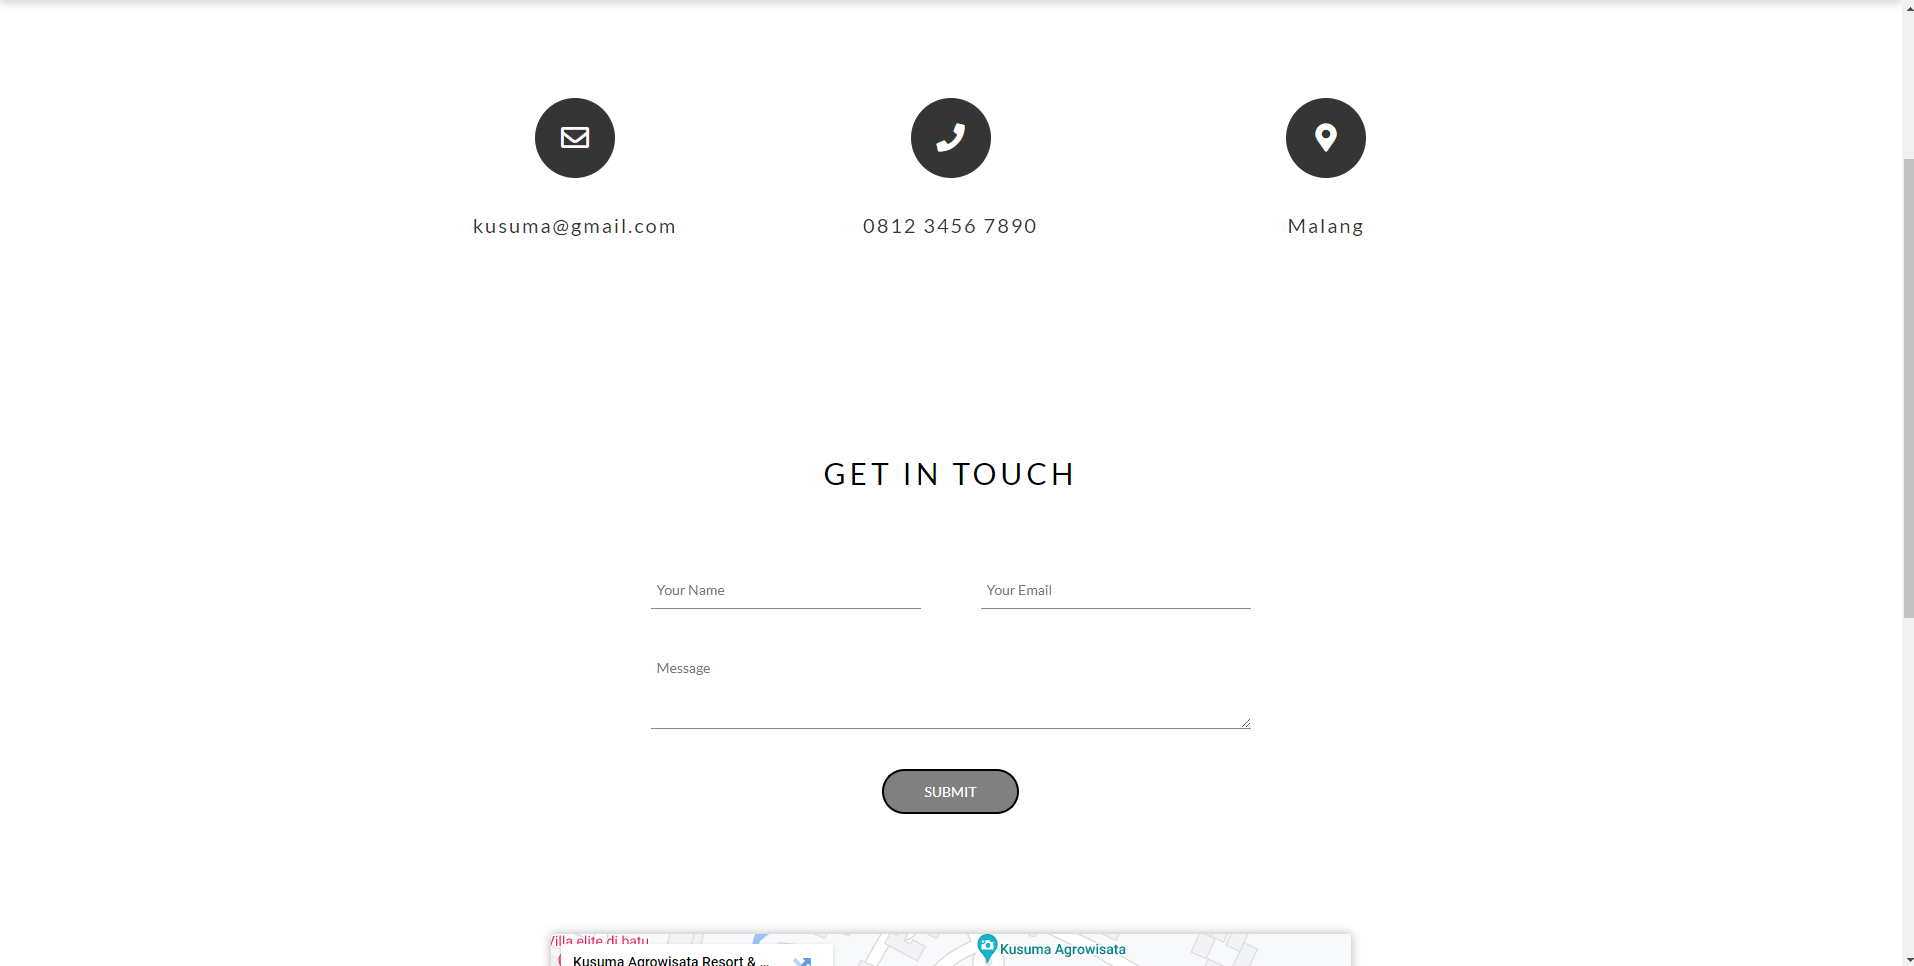 kusuma@gmail.com
0812 3456 7890
Malang
GET IN TOUCH
Your Name
Your Email
Message
SUBMIT
Villa elite di batu
Kusuma Agrowisata
Kusuma Agrowisata Resort & ...